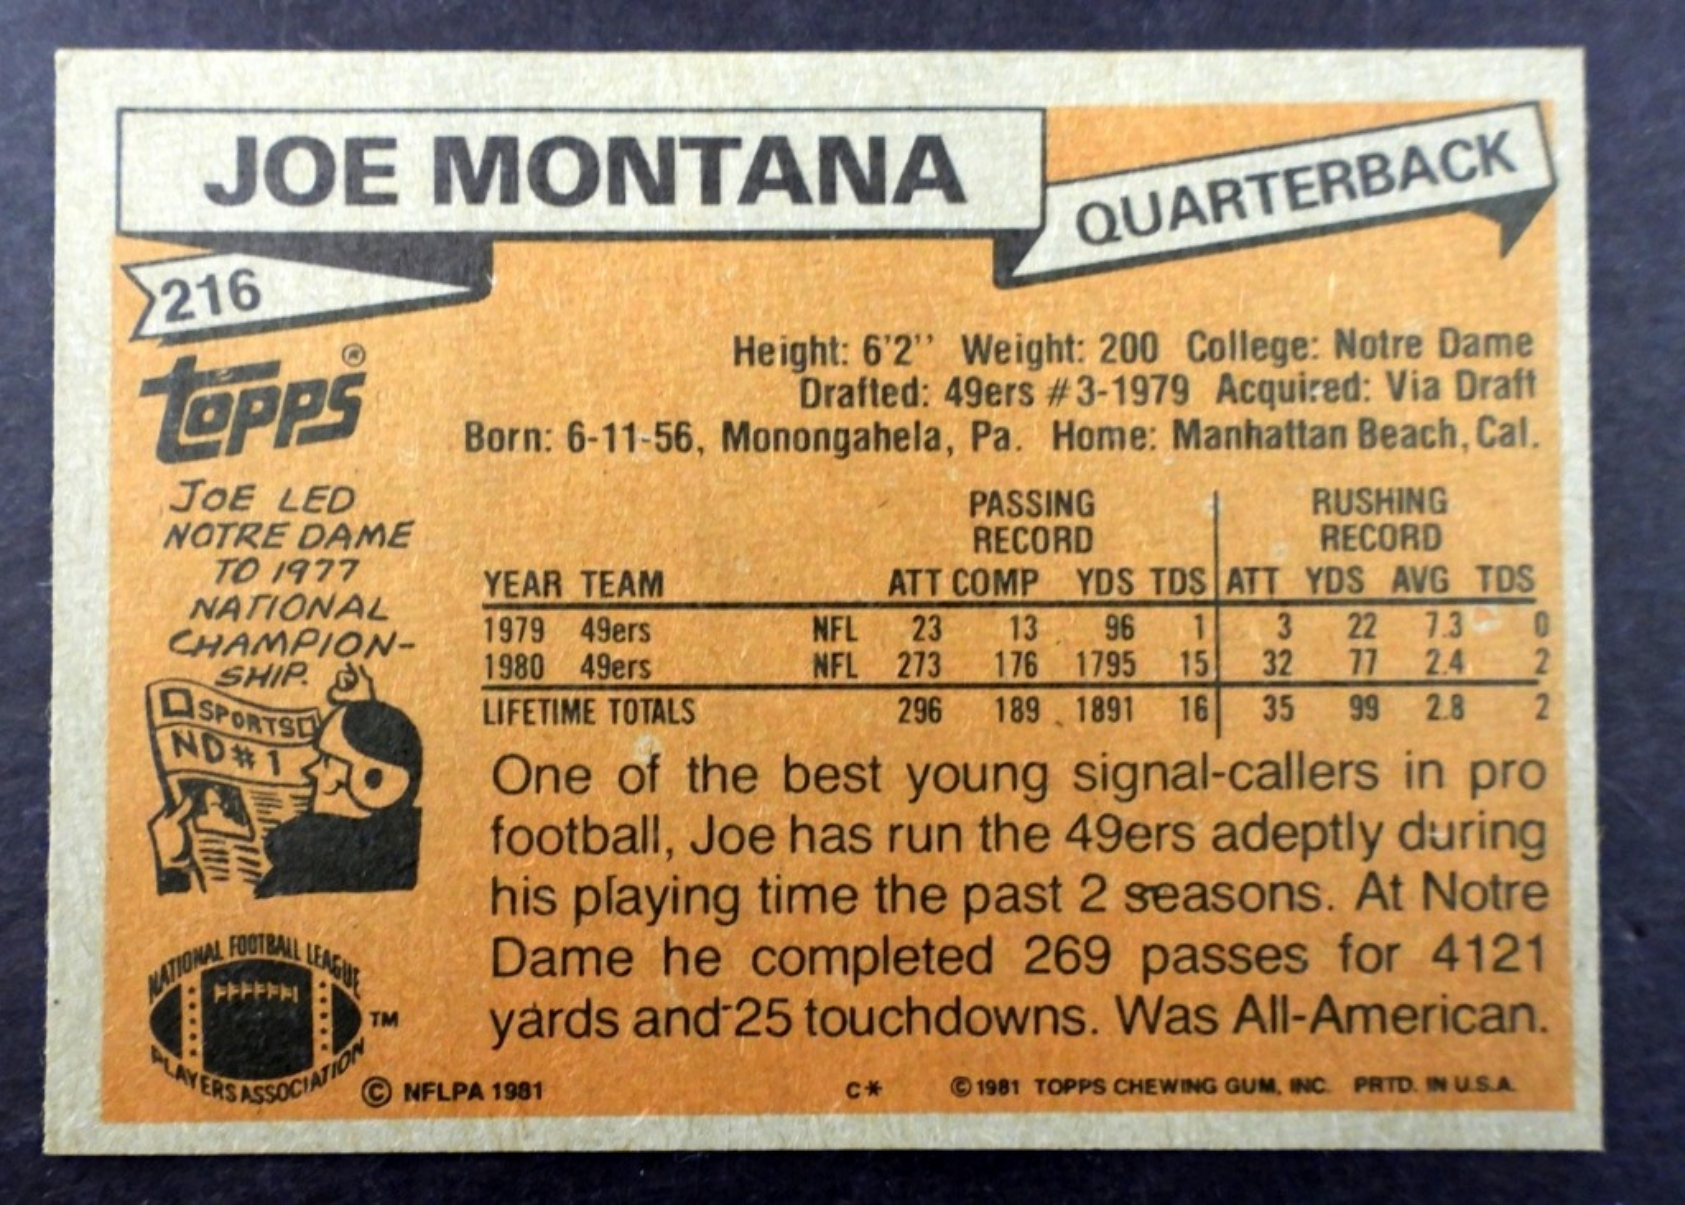 JOE MONTANA
QUARTERBACK
216
topps®
Height: 6'2'' Weight: 200 College: Notre Dame
Drafted: 49ers #3-1979 Acquired: Via Draft
Born: 6-11-56, Monongahela, Pa. Home: Manhattan Beach, Cal.
JOE LED
NOTRE DAME
TO 1977
NATIONAL
CHAMPION-
SHIP.
SPORTS
ND#1
PASSING RECORD
RUSHING RECORD
YEAR TEAM ATT COMP YDS TDS ATT YDS AVG TDS
1979 49ers NFL 23 13 96 1 3 22 7.3 0
1980 49ers NFL 273 176 1795 15 32 77 2.4 2
LIFETIME TOTALS 296 189 1891 16 35 99 2.8 2
One of the best young signal-callers in pro
football, Joe has run the 49ers adeptly during
his playing time the past 2 seasons. At Notre
Dame he completed 269 passes for 4121
yards and 25 touchdowns. Was All-American.
NATIONAL FOOTBALL LEAGUE
PLAYERS ASSOCIATION
TM
© NFLPA 1981
C*
© 1981 TOPPS CHEWING GUM, INC. PRTD. IN U.S.A.